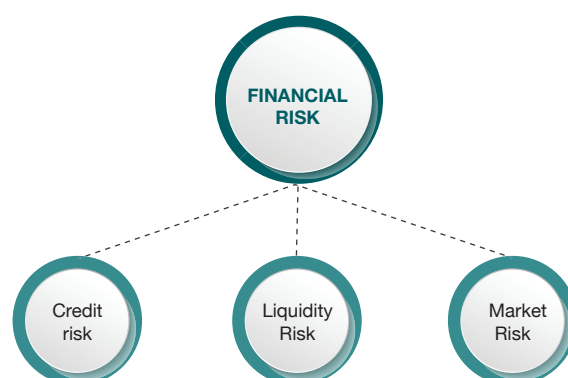 FINANCIAL
RISK
Credit
risk
Liquidity
Risk
Market
Risk